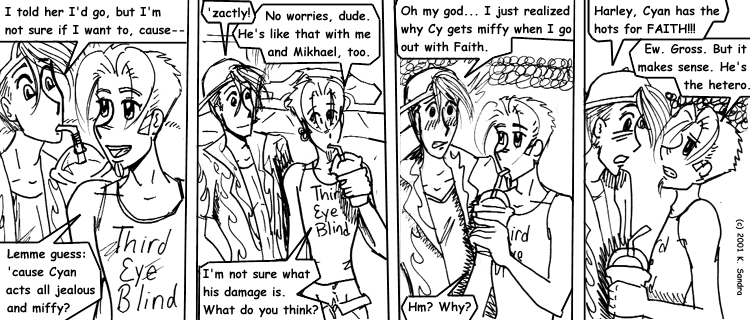 I told her I'd go, but I'm
not sure if I want to, cause--
Lemme guess:
'cause Cyan
acts all jealous
and miffy?
Third
Eye
Blind
'zactly!
No worries, dude.
He's like that with me
and Mikhael, too.
Third
Eye
Blind
I'm not sure what
his damage is.
What do you think?
Oh my god... I just realized
why Cy gets miffy when I go
out with Faith.
ird
Hm? Why?
Harley, Cyan has the
hots for FAITH!!!
Ew. Gross. But it
makes sense. He's
the hetero.
(c) 2001 K. Sandra